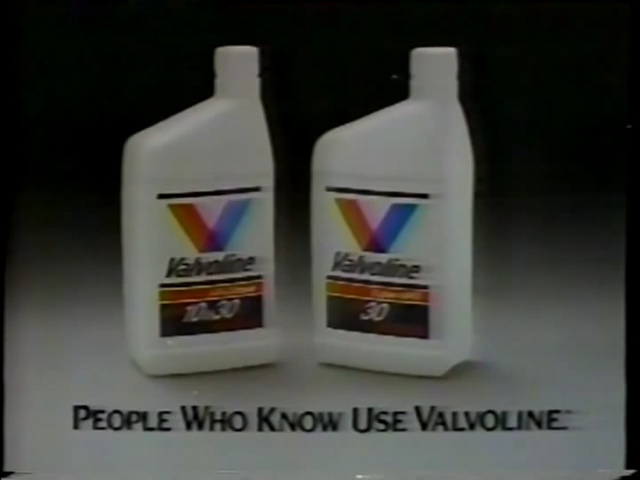 Valvoline
10w30
Valvoline
30
PEOPLE WHO KNOW USE VALVOLINE